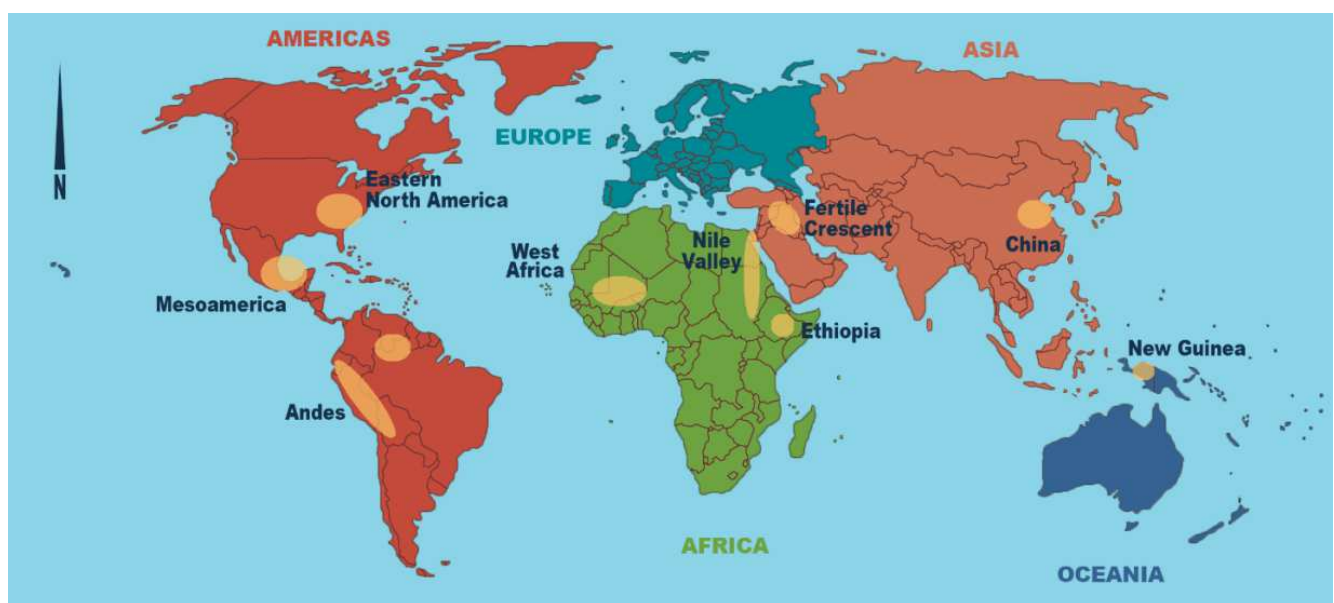 AMERICAS
ASIA
EUROPE
N
Eastern
North America
Fertile
Crescent
Nile
Valley
West
Africa
China
Mesoamerica
Ethiopia
New Guinea
Andes
AFRICA
OCEANIA